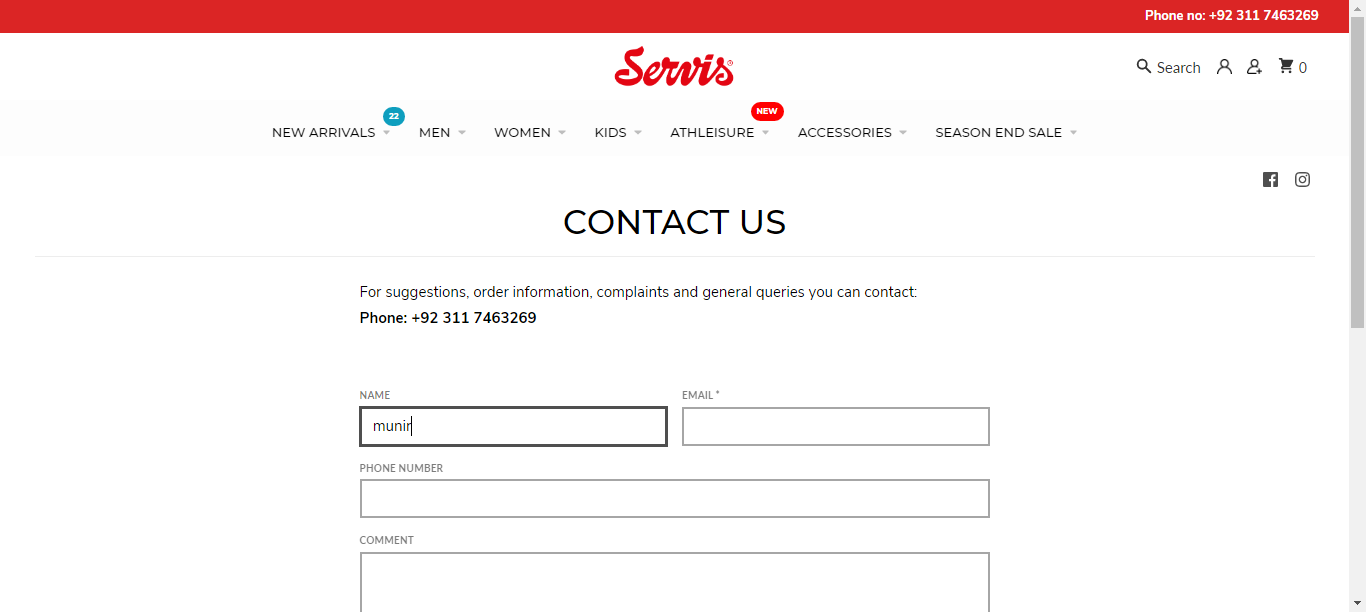 Phone no: +92 311 7463269
Servis®
Search
0
22
NEW
NEW ARRIVALS MEN WOMEN KIDS ATHLEISURE ACCESSORIES SEASON END SALE
CONTACT US
For suggestions, order information, complaints and general queries you can contact:
Phone: +92 311 7463269
NAME EMAIL *
munir
PHONE NUMBER
COMMENT